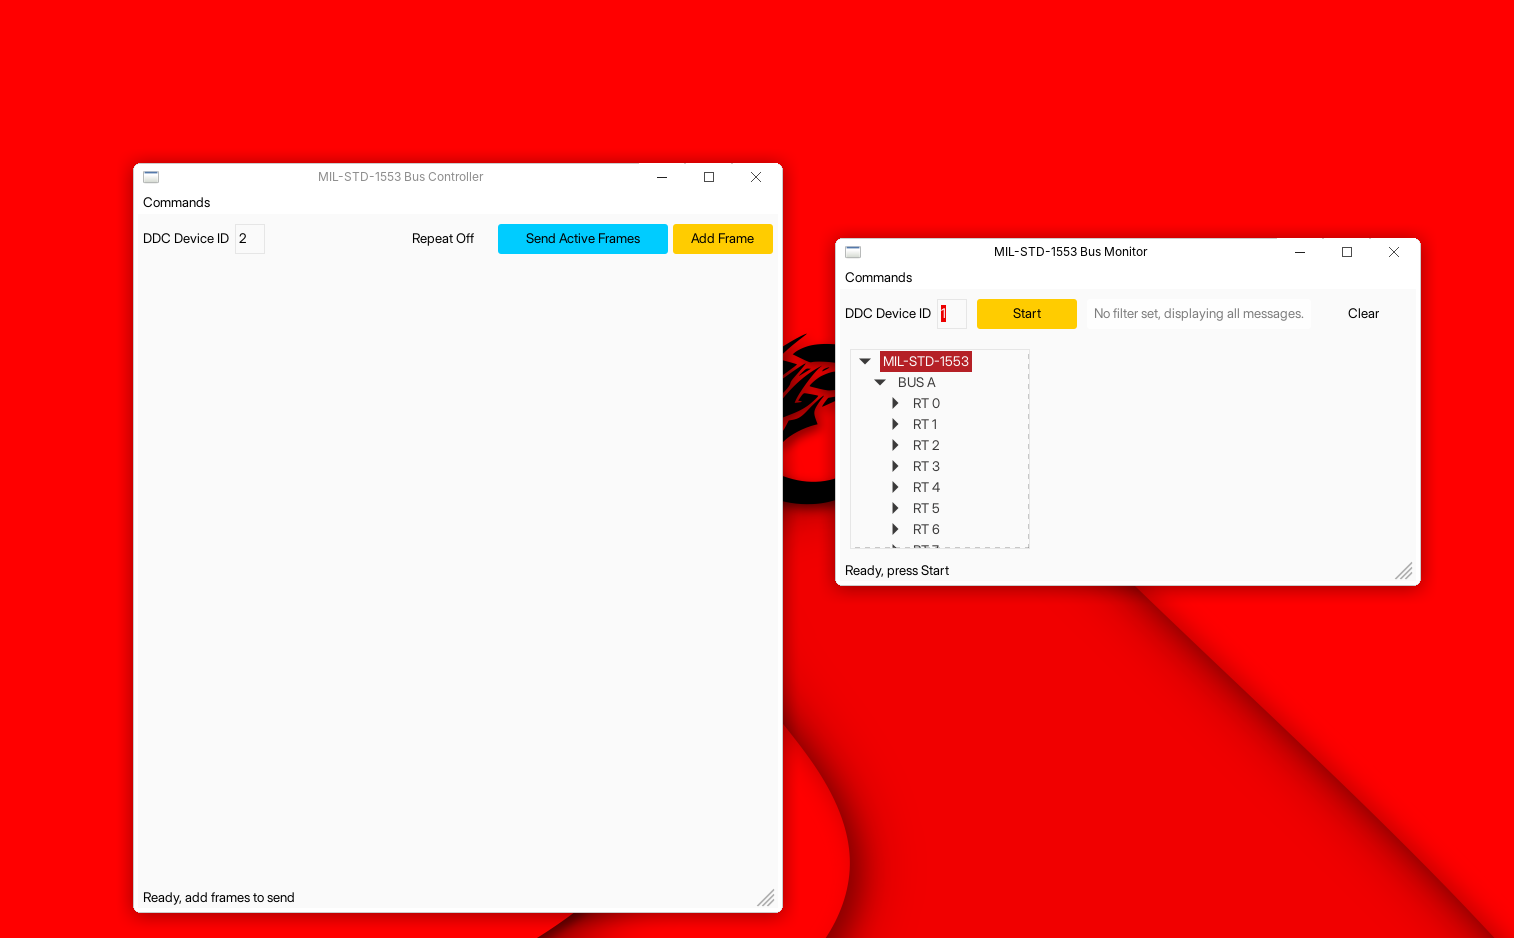 MIL-STD-1553 Bus Controller
Commands
DDC Device ID 2 Repeat Off Send Active Frames Add Frame
Ready, add frames to send
MIL-STD-1553 Bus Monitor
Commands
DDC Device ID 1 Start No filter set, displaying all messages. Clear
MIL-STD-1553
BUS A
RT 0
RT 1
RT 2
RT 3
RT 4
RT 5
RT 6
Ready, press Start